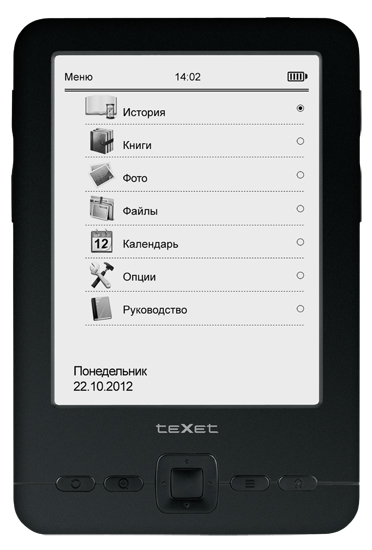 Меню 14:02
История
Книги
Фото
Файлы
12 Календарь
Опции
Руководство
Понедельник
22.10.2012
teXet